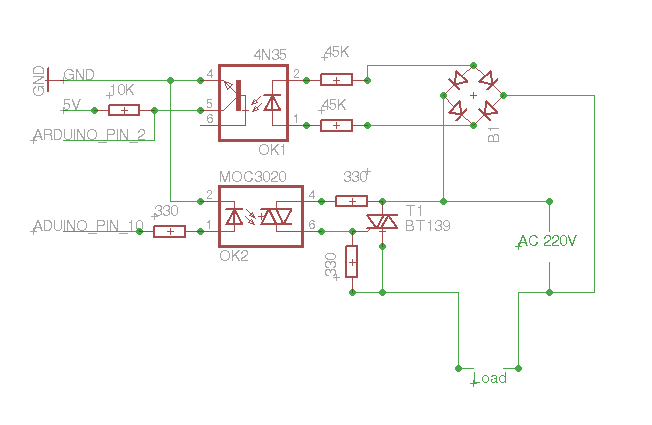 4N35
45K
GND
GND
4
2
10K
5V
5
45K
6
1
ARDUINO_PIN_2
OK1
B1
MOC3020
330
2
4
330
T1
ADUINO_PIN_10
1
6
BT139
OK2
330
AC 220V
Load